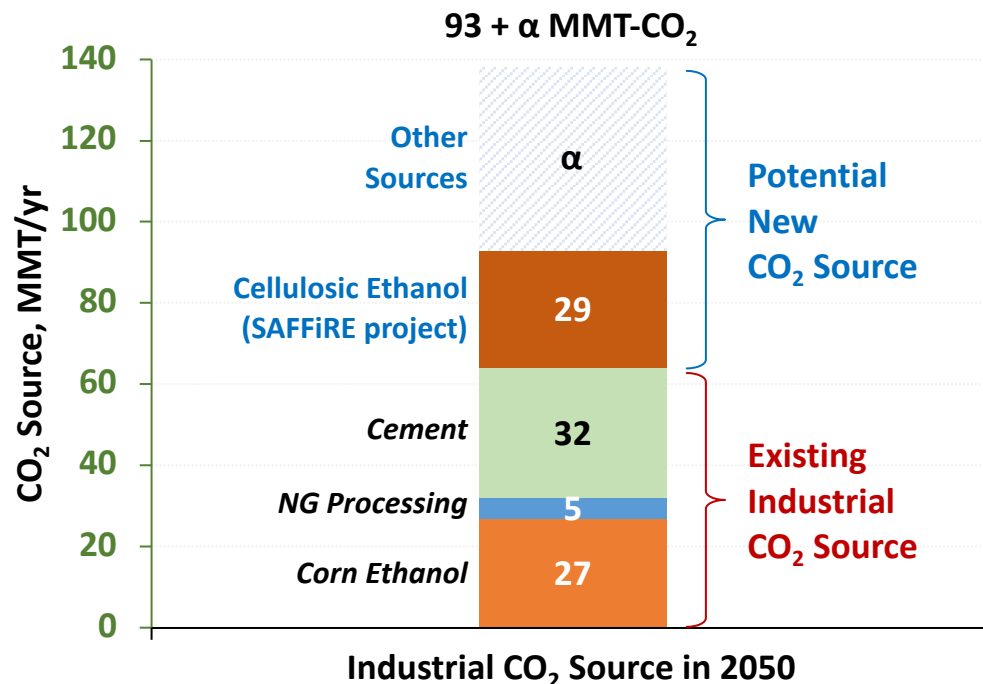 93 + α MMT-CO₂
CO₂ Source, MMT/yr
140
120
100
80
60
40
20
0
Other
Sources
α
Cellulosic Ethanol
(SAFFiRE project)
29
Cement
32
NG Processing
5
Corn Ethanol
27
Potential
New
CO₂ Source
Existing
Industrial
CO₂ Source
Industrial CO₂ Source in 2050